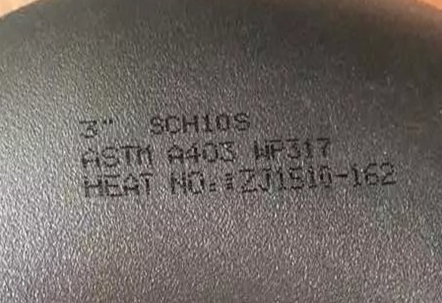 3" SCH10S
ASTM A403 WP317
HEAT NO.:ZJ1510-162